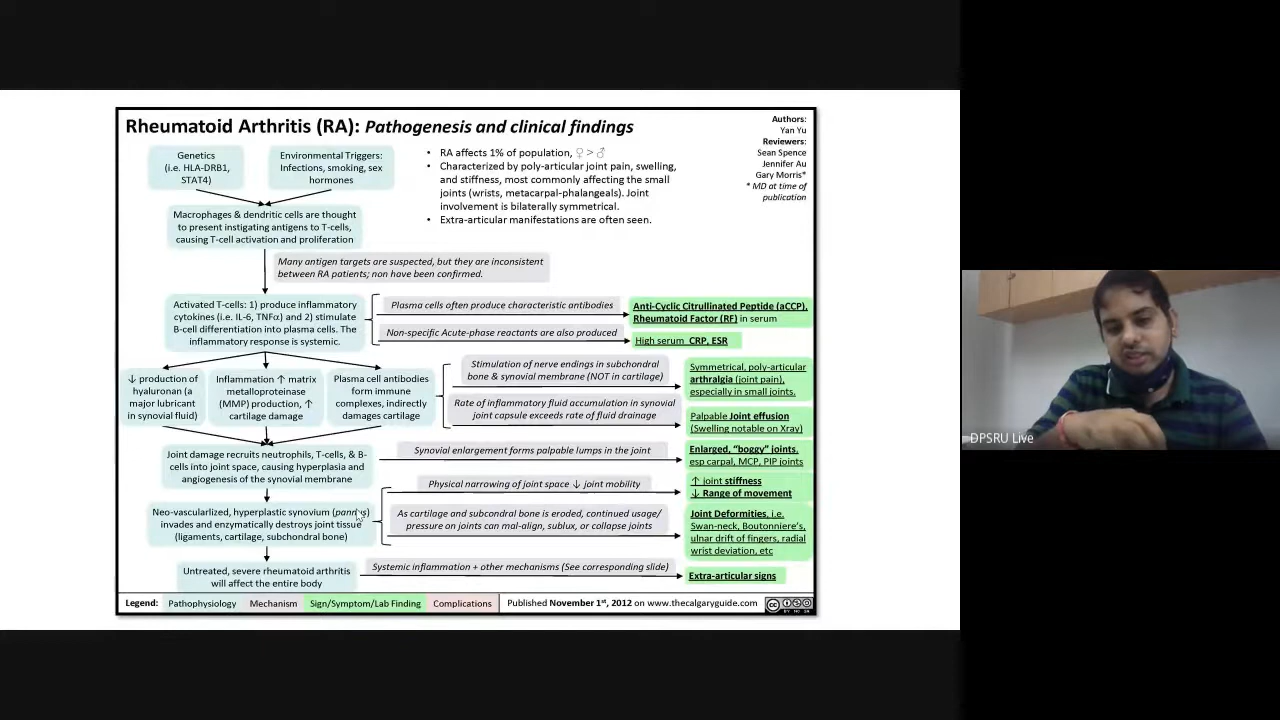 Rheumatoid Arthritis (RA): Pathogenesis and clinical findings
Authors:
Yan Yu
Reviewers:
Sean Spence
Jennifer Au
Gary Morris*
* MD at time of
publication
Genetics
(i.e. HLA-DRB1,
STAT4)
Environmental Triggers:
Infections, smoking, sex
hormones
• RA affects 1% of population, ♀ > ♂
• Characterized by poly-articular joint pain, swelling,
and stiffness, most commonly affecting the small
joints (wrists, metacarpal-phalangeals). Joint
involvement is bilaterally symmetrical.
• Extra-articular manifestations are often seen.
Macrophages & dendritic cells are thought
to present instigating antigens to T-cells,
causing T-cell activation and proliferation
Many antigen targets are suspected, but they are inconsistent
between RA patients; non have been confirmed.
Activated T-cells: 1) produce inflammatory
cytokines (i.e. IL-6, TNFα) and 2) stimulate
B-cell differentiation into plasma cells. The
inflammatory response is systemic.
Plasma cells often produce characteristic antibodies
Anti-Cyclic Citrullinated Peptide (aCCP),
Rheumatoid Factor (RF) in serum
Non-specific Acute-phase reactants are also produced
High serum CRP, ESR
↓ production of
hyaluronan (a
major lubricant
in synovial fluid)
Inflammation ↑ matrix
metalloproteinase
(MMP) production, ↑
cartilage damage
Plasma cell antibodies
form immune
complexes, indirectly
damages cartilage
Stimulation of nerve endings in subchondral
bone & synovial membrane (NOT in cartilage)
Symmetrical, poly-articular
arthralgia (joint pain),
especially in small joints.
Rate of inflammatory fluid accumulation in synovial
joint capsule exceeds rate of fluid drainage
Palpable Joint effusion
(Swelling notable on Xray)
Joint damage recruits neutrophils, T-cells, & B-
cells into joint space, causing hyperplasia and
angiogenesis of the synovial membrane
Synovial enlargement forms palpable lumps in the joint
Enlarged, “boggy” joints,
esp carpal, MCP, PIP joints
Neo-vascularized, hyperplastic synovium (pannus)
invades and enzymatically destroys joint tissue
(ligaments, cartilage, subchondral bone)
Physical narrowing of joint space ↓ joint mobility
↑ joint stiffness
↓ Range of movement
As cartilage and subcondral bone is eroded, continued usage/
pressure on joints can mal-align, sublux, or collapse joints
Joint Deformities, i.e.
Swan-neck, Boutonniere's,
ulnar drift of fingers, radial
wrist deviation, etc
Untreated, severe rheumatoid arthritis
will affect the entire body
Systemic inflammation + other mechanisms (See corresponding slide)
Extra-articular signs
Legend: Pathophysiology Mechanism Sign/Symptom/Lab Finding Complications Published November 1st, 2012 on www.thecalgaryguide.com
DPSRU Live